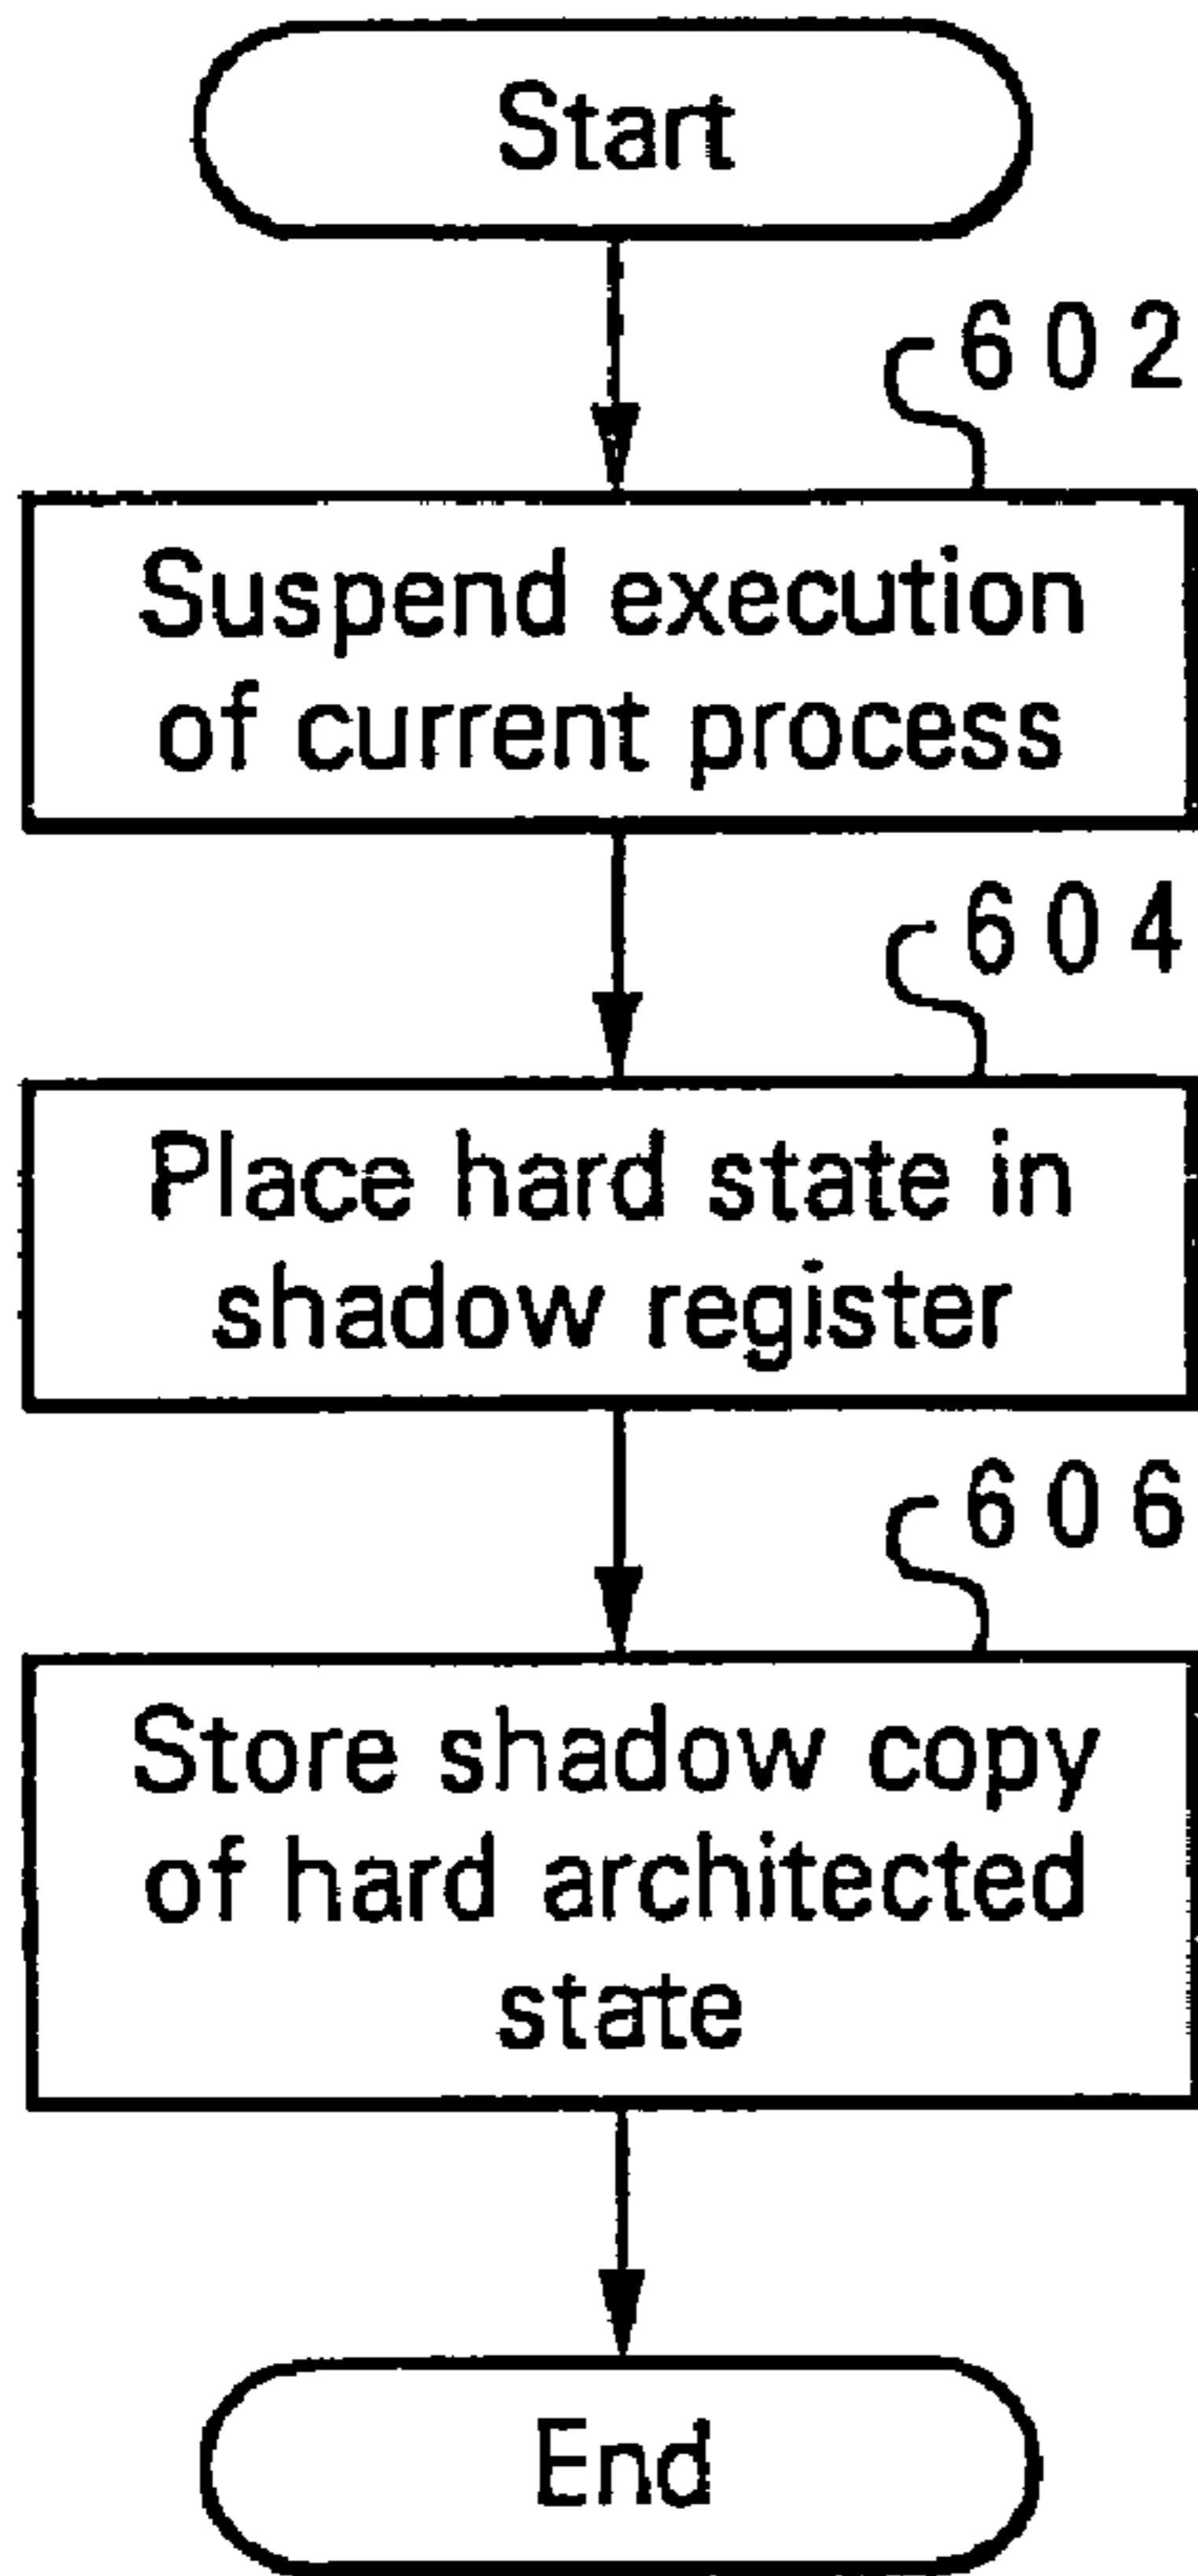 Start
602
Suspend execution
of current process
604
Place hard state in
shadow register
606
Store shadow copy
of hard architected
state
End